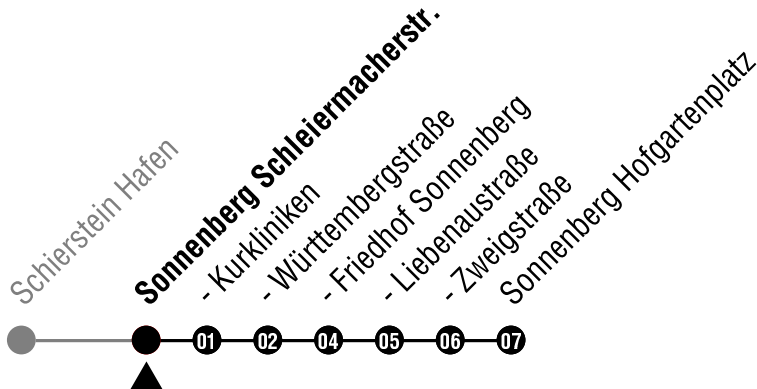 Schierstein Hafen
Sonnenberg Schleiermacherstr.
- Kurkliniken
- Württembergstraße
- Friedhof Sonnenberg
- Liebenaustraße
- Zweigstraße
Sonnenberg Hofgartenplatz
01 02 04 05 06 07